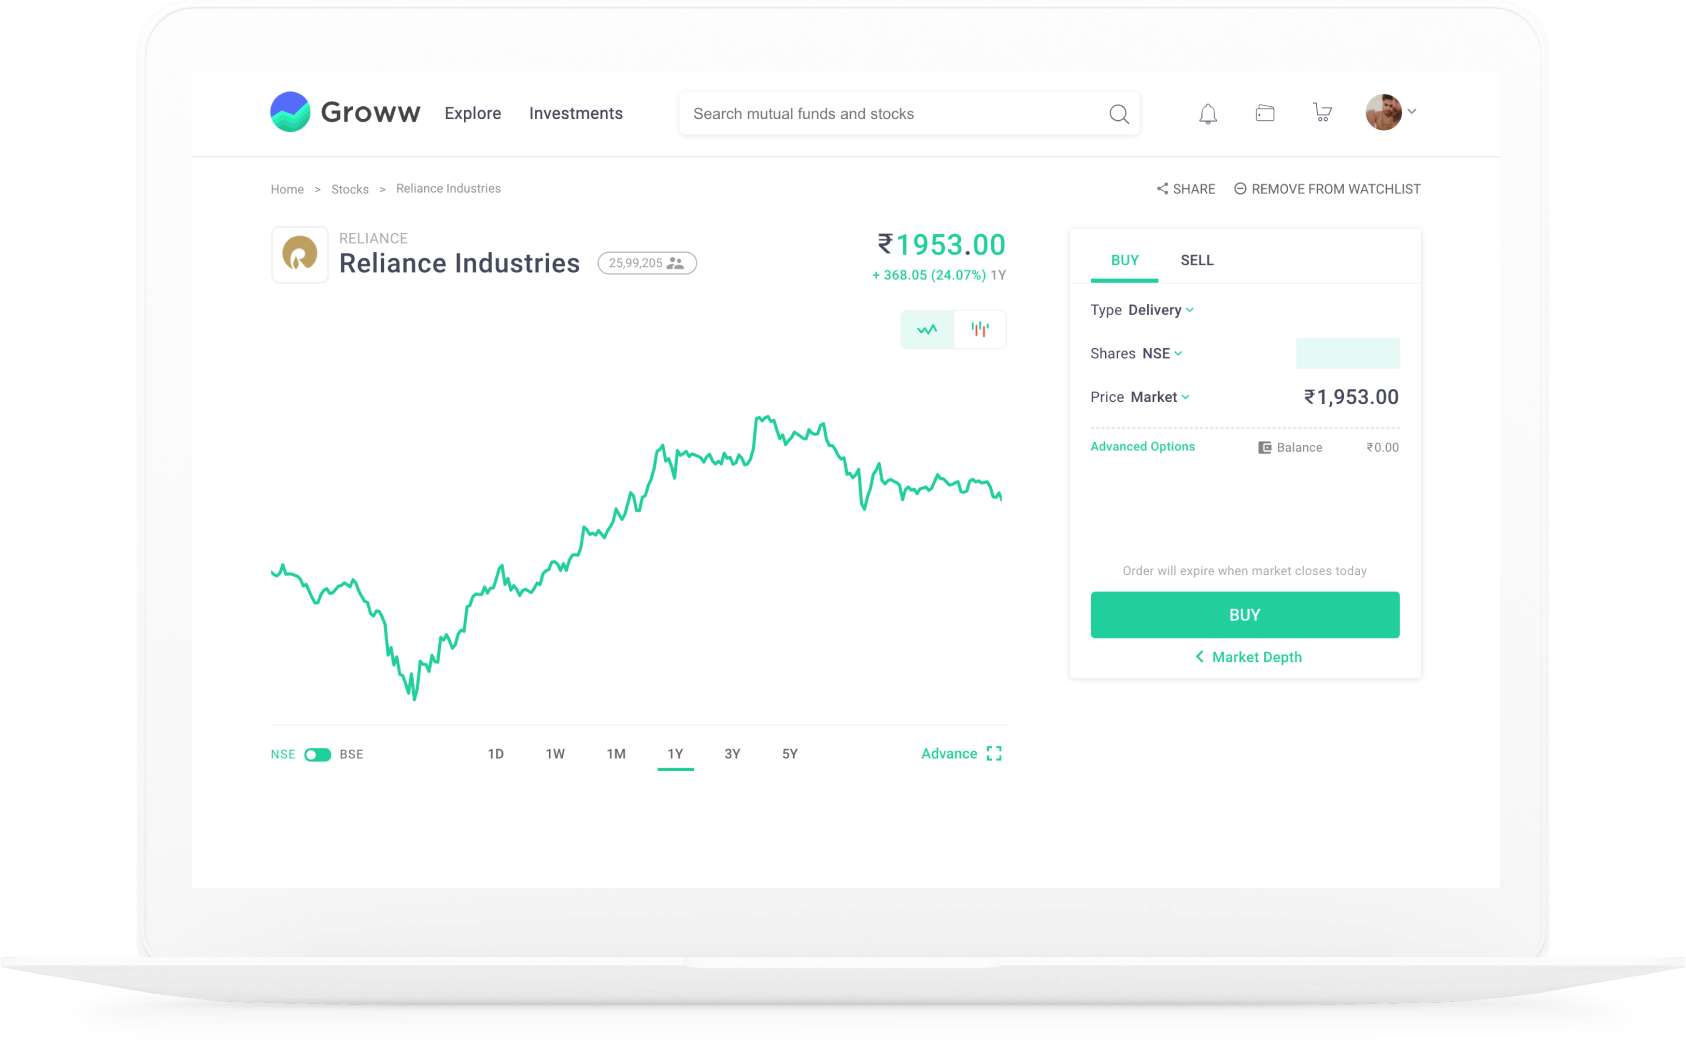 Groww
Explore
Investments
Search mutual funds and stocks
Home > Stocks > Reliance Industries
SHARE
REMOVE FROM WATCHLIST
RELIANCE
Reliance Industries
25,99,205
₹1953.00
+ 368.05 (24.07%) 1Y
BUY
SELL
Type Delivery
Shares NSE
Price Market
₹1,953.00
Advanced Options
Balance
₹0.00
Order will expire when market closes today
BUY
Market Depth
NSE
BSE
1D
1W
1M
1Y
3Y
5Y
Advance